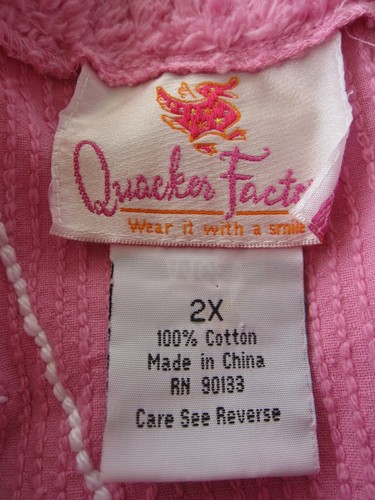 Quacker Facto
Wear it with a smile
2X
100% Cotton
Made in China
RN 90133
Care See Reverse